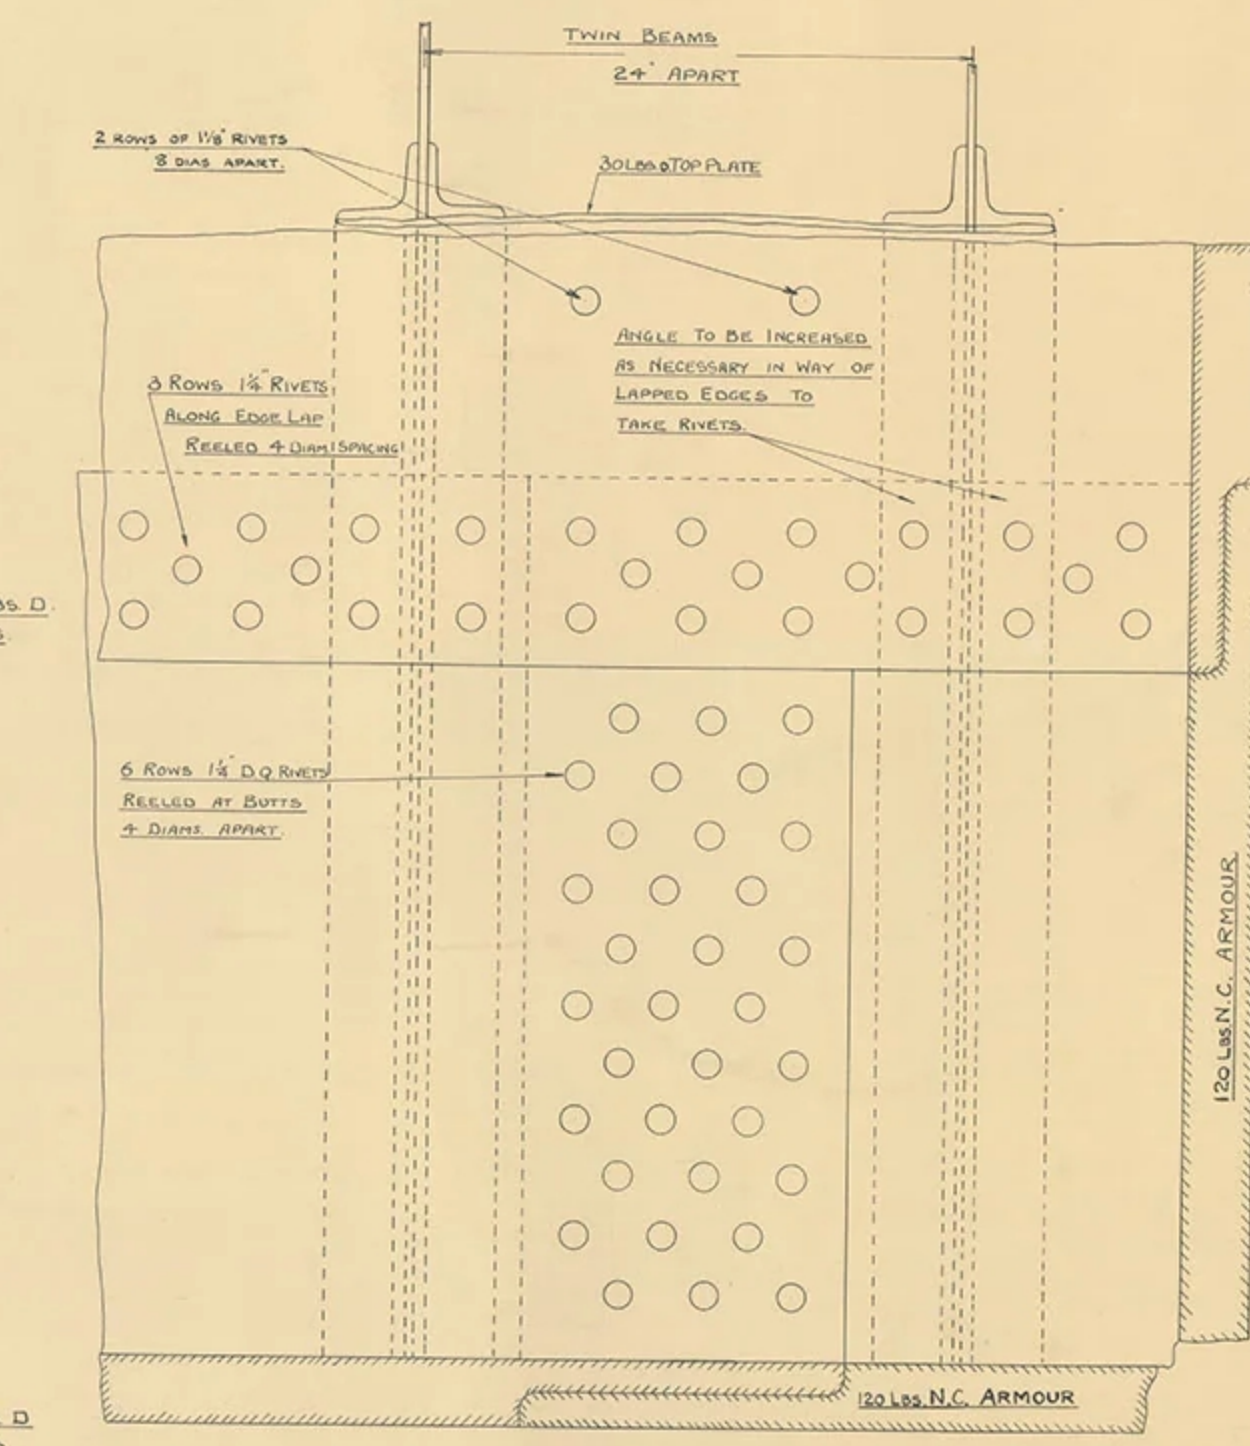 TWIN BEAMS
24" APART
2 ROWS OF 1⅛" RIVETS
8 DIAS APART.
30 LBS D. TOP PLATE
ANGLE TO BE INCREASED
AS NECESSARY IN WAY OF
LAPPED EDGES TO
TAKE RIVETS.
3 ROWS 1¼" RIVETS
ALONG EDGE LAP
REELED 4 DIAM SPACING
BS. D.
6 ROWS 1¼" D.Q. RIVETS
REELED AT BUTTS
4 DIAMS. APART.
120 LBS. N.C. ARMOUR
120 LBS. N.C. ARMOUR
D